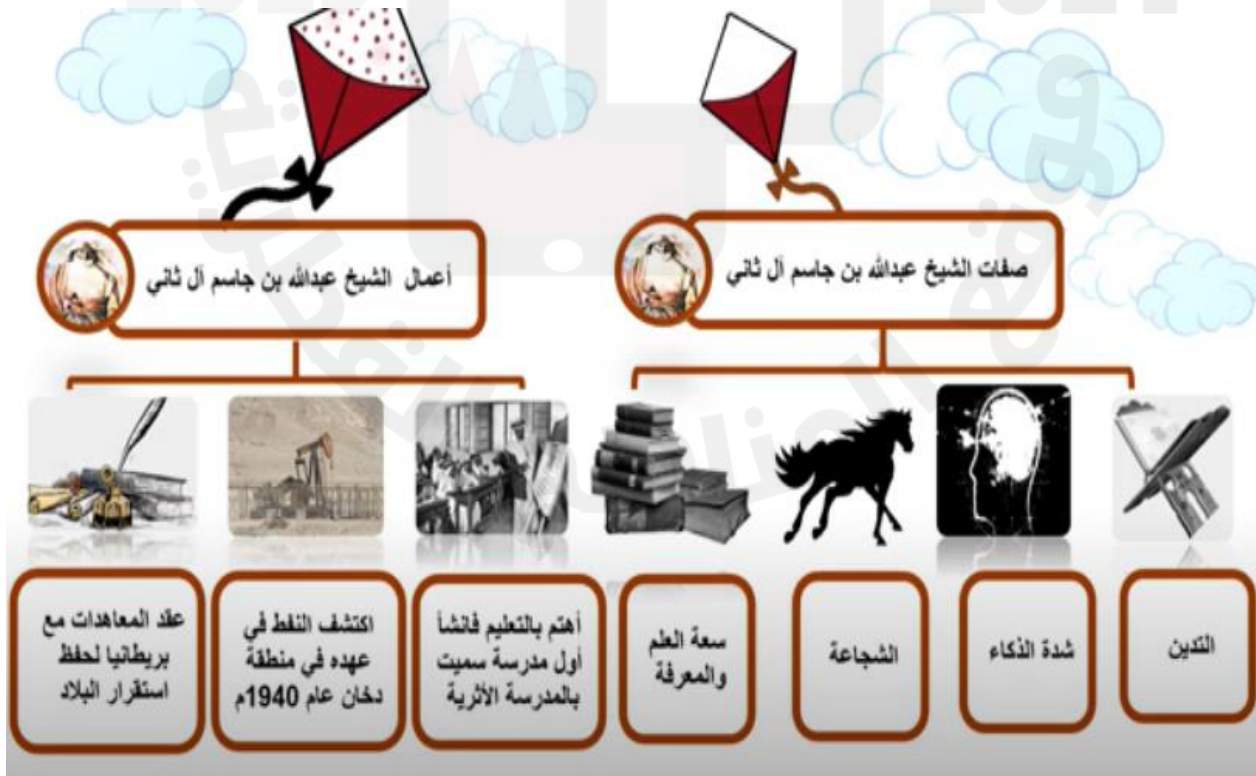 صفات الشيخ عبدالله بن جاسم آل ثاني
التدين
شدة الذكاء
الشجاعة
سعة العلم
والمعرفة
أعمال الشيخ عبدالله بن جاسم آل ثاني
أهتم بالتعليم فانشأ
أول مدرسة سميت
بالمدرسة الأثرية
اكتشف النفط في
عهده في منطقة
دخان عام 1940م
عقد المعاهدات مع
بريطانيا لحفظ
استقرار البلاد